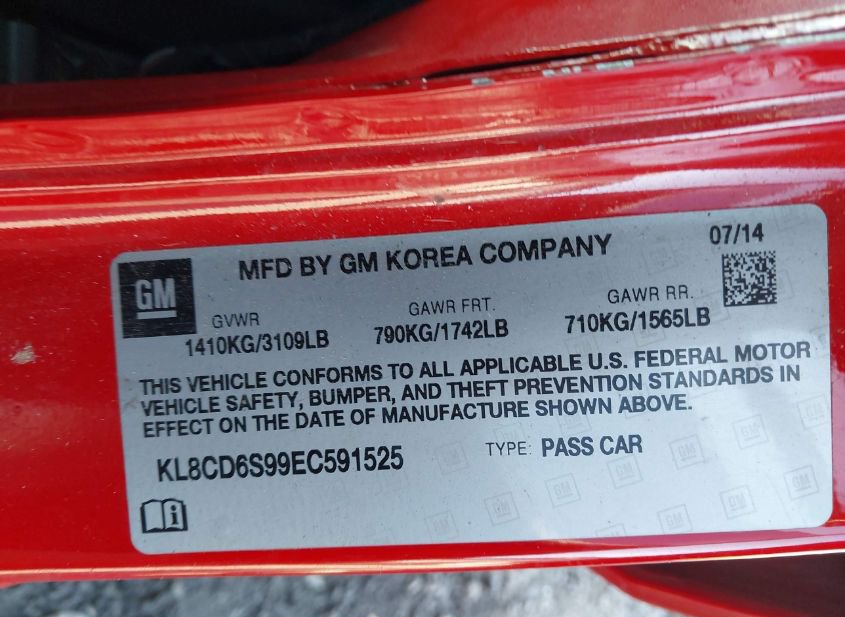 MFD BY GM KOREA COMPANY 07/14
GM
GVWR GAWR FRT. GAWR RR.
1410KG/3109LB 790KG/1742LB 710KG/1565LB
THIS VEHICLE CONFORMS TO ALL APPLICABLE U.S. FEDERAL MOTOR
VEHICLE SAFETY, BUMPER, AND THEFT PREVENTION STANDARDS IN
EFFECT ON THE DATE OF MANUFACTURE SHOWN ABOVE.
KL8CD6S99EC591525 TYPE: PASS CAR